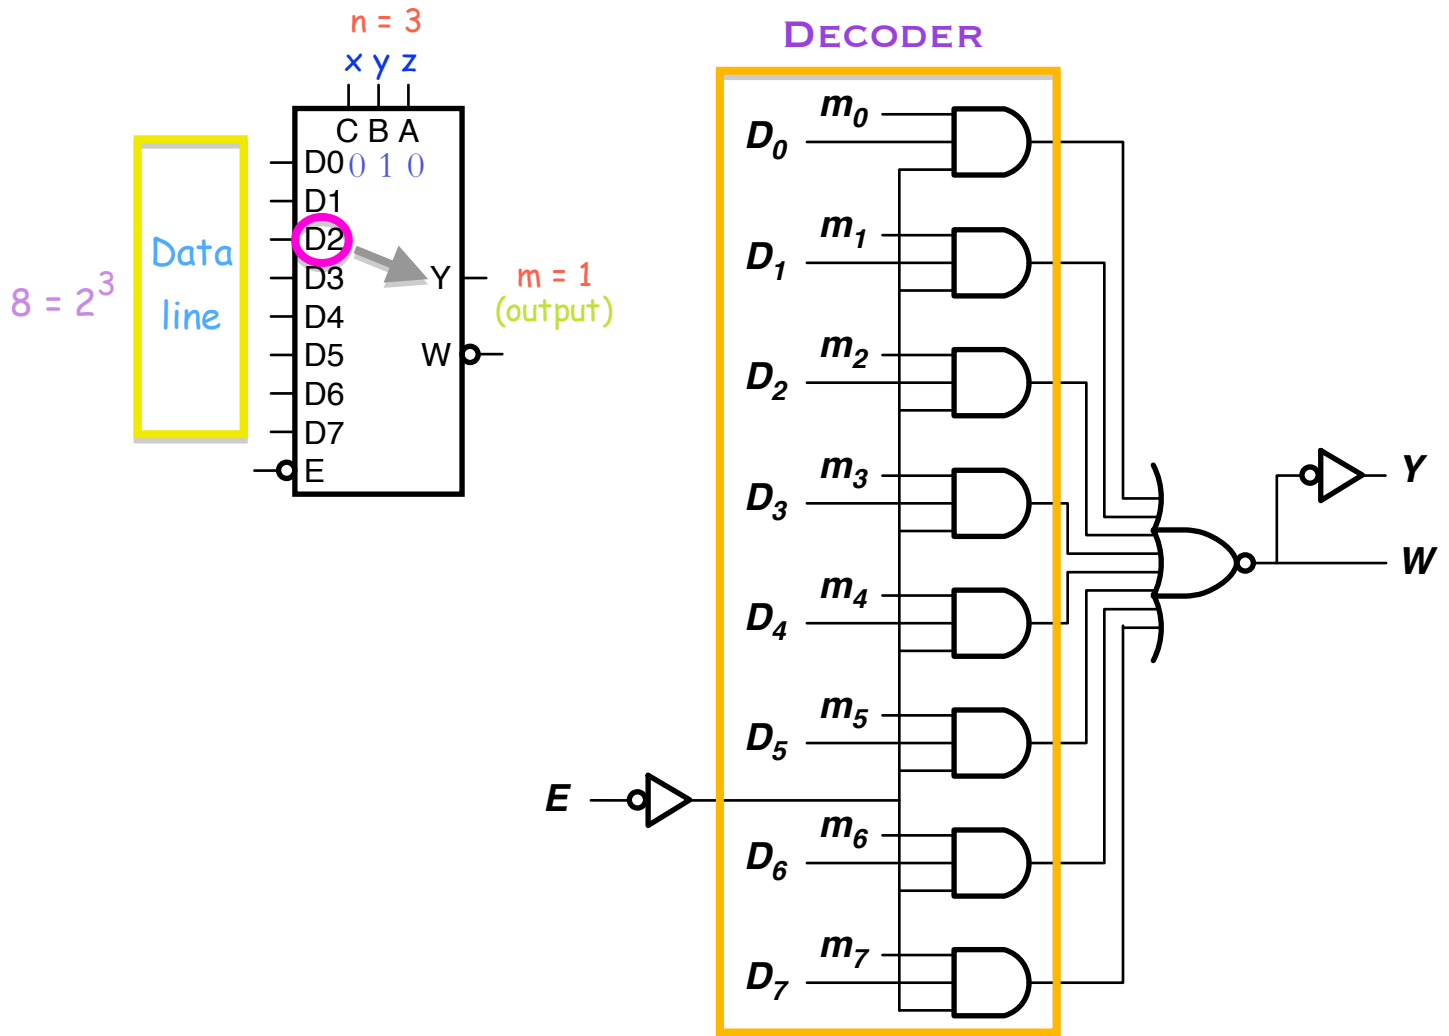 n = 3
x y z
C B A
D0 0 1 0
D1
D2
D3
D4
D5
D6
D7
E
Y
W
8 = 2³
Data
line
m = 1
(output)
DECODER
m₀
D₀
m₁
D₁
m₂
D₂
m₃
D₃
m₄
D₄
m₅
D₅
E
m₆
D₆
m₇
D₇
Y
W